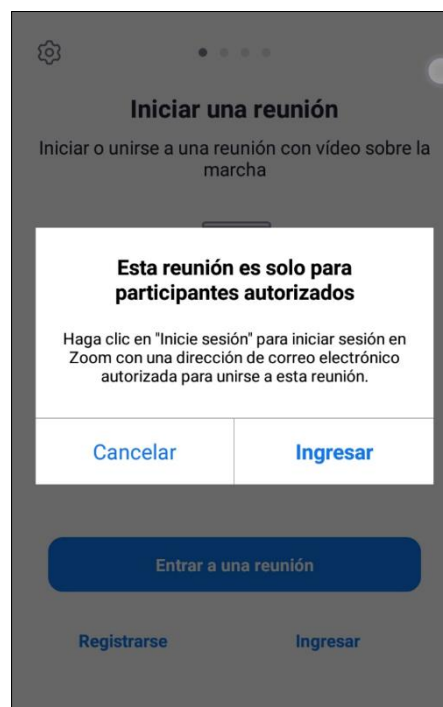 Iniciar una reunión
Iniciar o unirse a una reunión con vídeo sobre la
marcha
Esta reunión es solo para
participantes autorizados
Haga clic en "Inicie sesión" para iniciar sesión en
Zoom con una dirección de correo electrónico
autorizada para unirse a esta reunión.
Cancelar Ingresar
Entrar a una reunión
Registrarse Ingresar